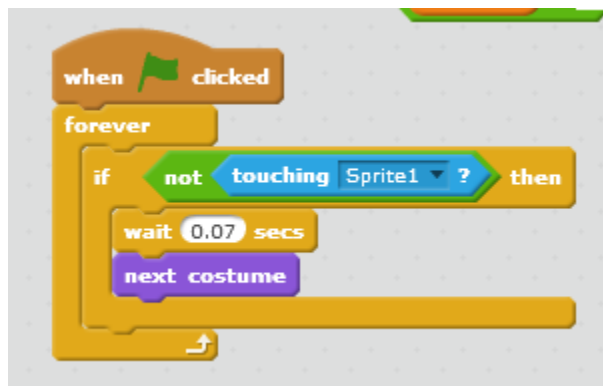 when clicked
forever
if not touching Sprite1 ? then
wait 0.07 secs
next costume